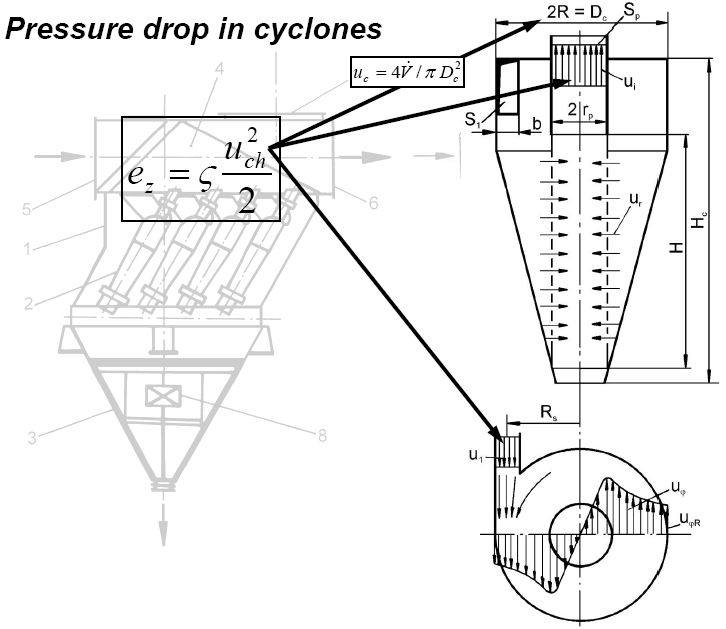 Pressure drop in cyclones
2R = D_c
S_p
u_c = 4V̇ / π D_c²
u_i
4
S_1
b
2 r_p
e_z = ς u_ch² / 2
5
6
u_r
H
H_c
1
2
3
8
R_s
u_1
u_φ
u_φR